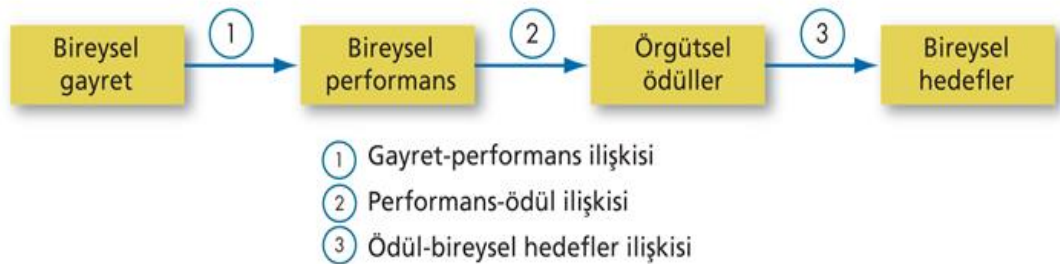 1
2
3
Bireysel
gayret
Bireysel
performans
Örgütsel
ödüller
Bireysel
hedefler
1 Gayret-performans ilişkisi
2 Performans-ödül ilişkisi
3 Ödül-bireysel hedefler ilişkisi